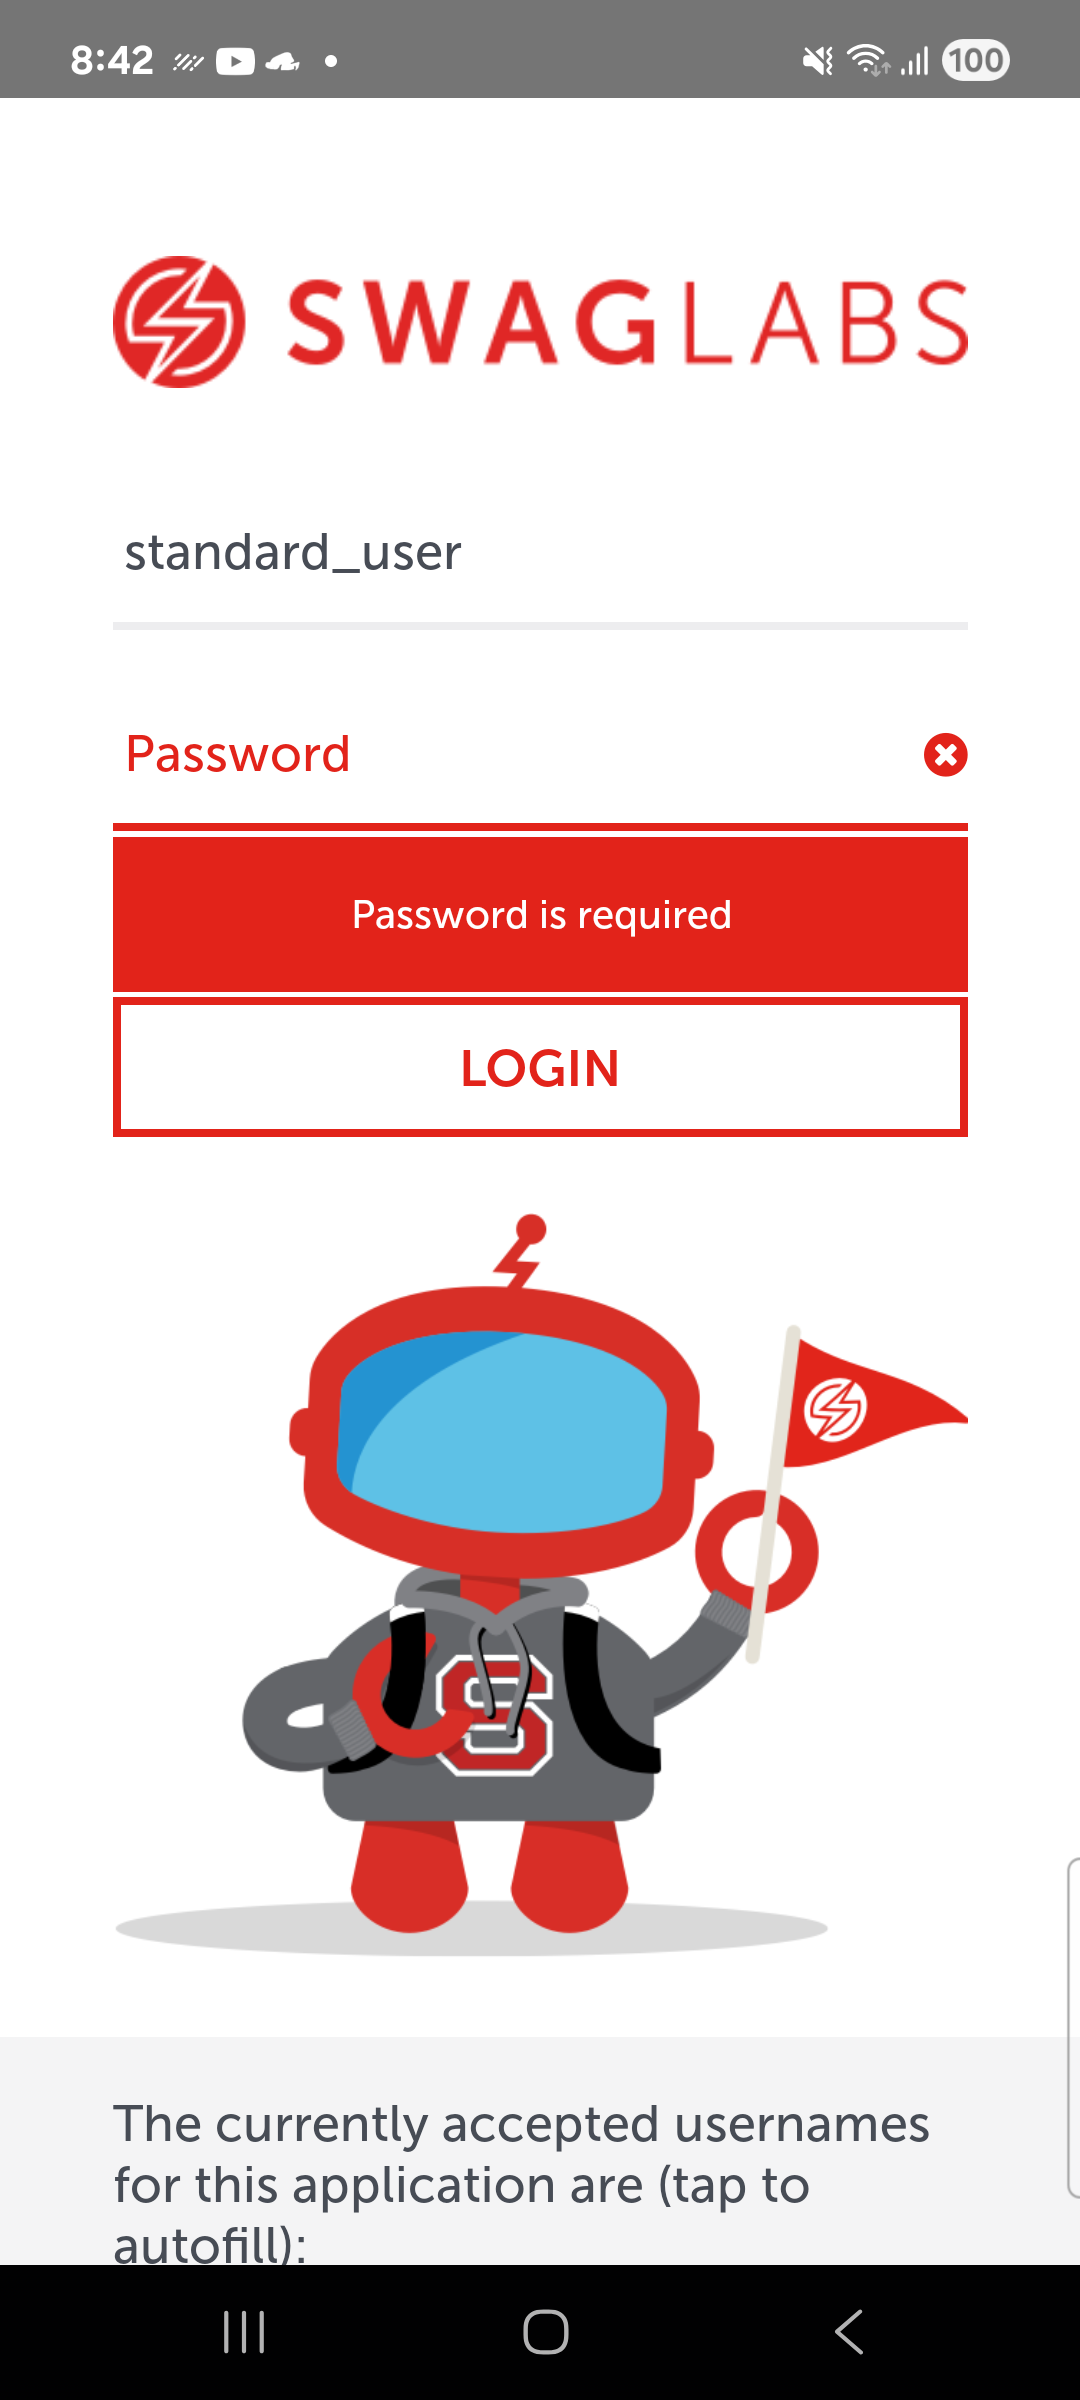 8:42
100
SWAGLABS
standard_user
Password
Password is required
LOGIN
S
The currently accepted usernames
for this application are (tap to
autofill):